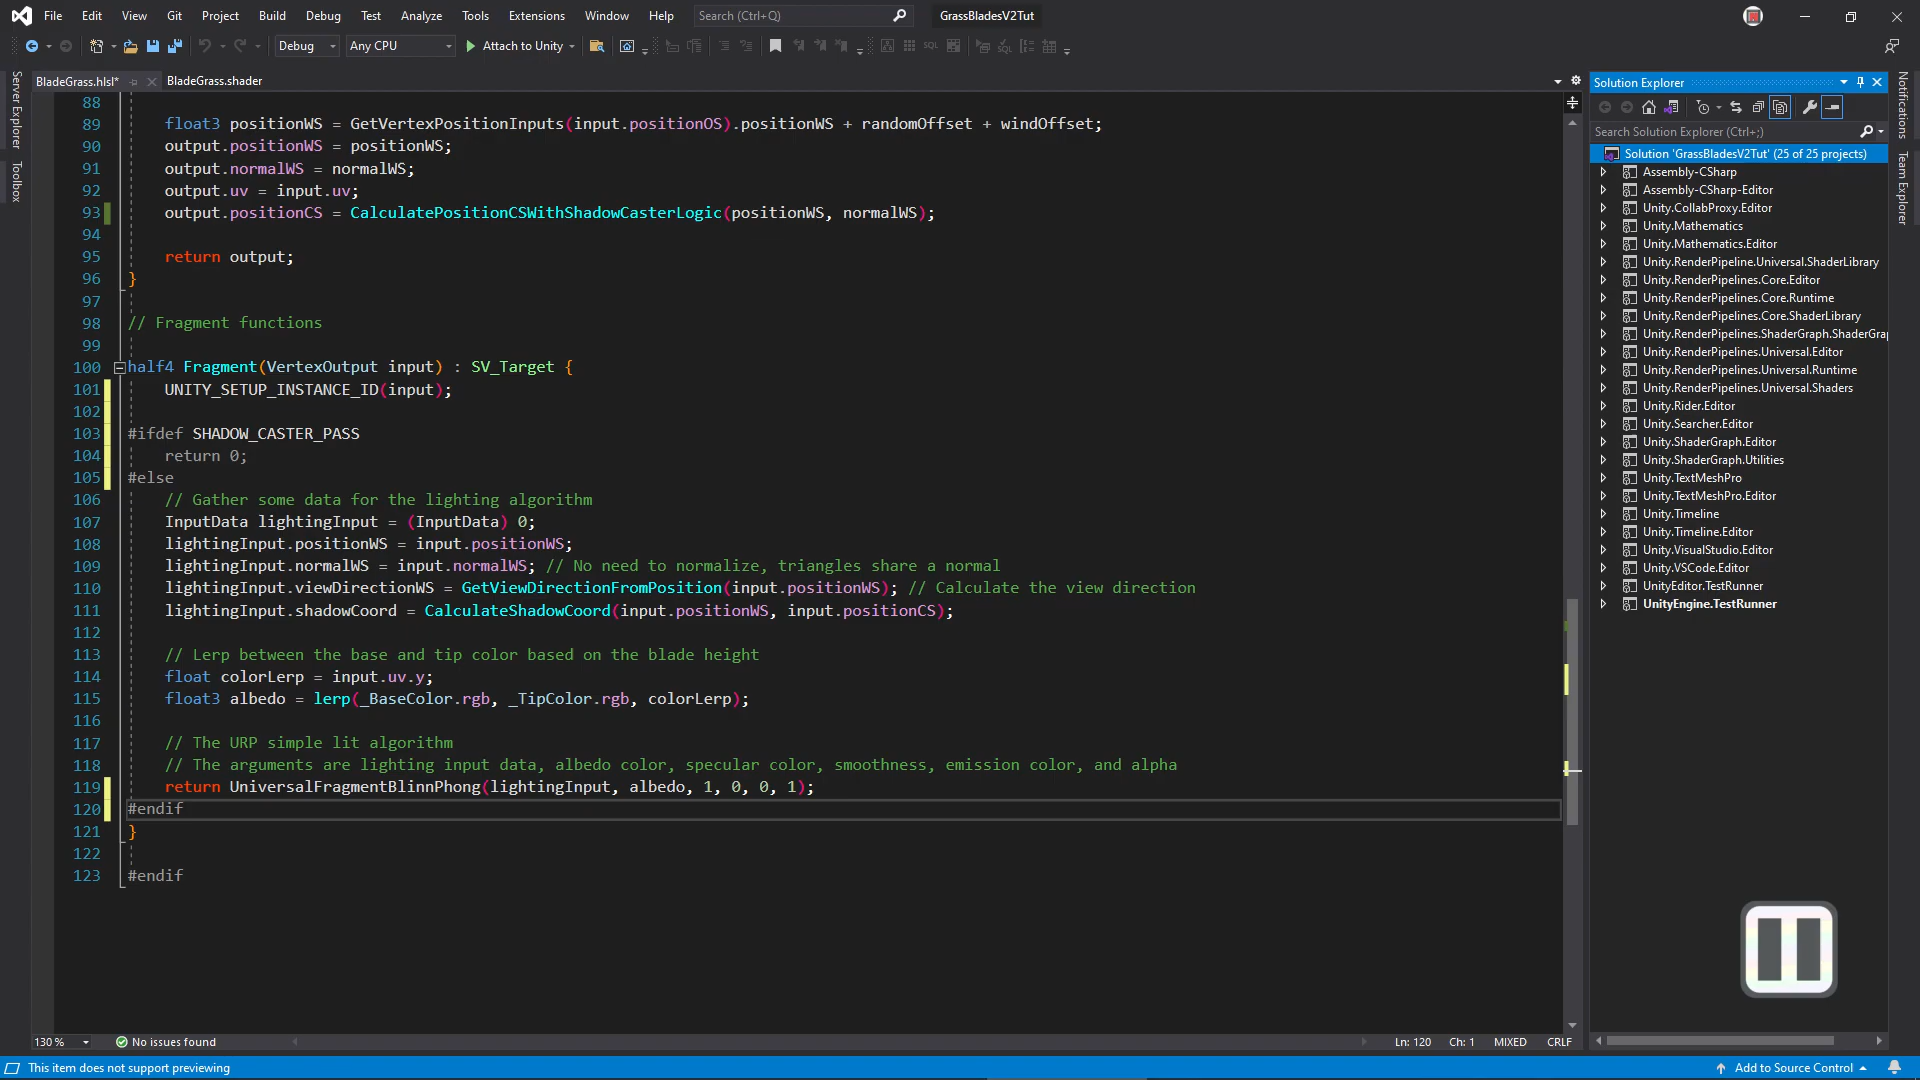 File Edit View Git Project Build Debug Test Analyze Tools Extensions Window Help Search (Ctrl+Q) GrassBladesV2Tut
Debug Any CPU Attach to Unity
Server Explorer
Toolbox
BladeGrass.hlsl* BladeGrass.shader
88
89 float3 positionWS = GetVertexPositionInputs(input.positionOS).positionWS + randomOffset + windOffset;
90 output.positionWS = positionWS;
91 output.normalWS = normalWS;
92 output.uv = input.uv;
93 output.positionCS = CalculatePositionCSWithShadowCasterLogic(positionWS, normalWS);
94
95 return output;
96 }
97
98 // Fragment functions
99
100 half4 Fragment(VertexOutput input) : SV_Target {
101 UNITY_SETUP_INSTANCE_ID(input);
102
103 #ifdef SHADOW_CASTER_PASS
104 return 0;
105 #else
106 // Gather some data for the lighting algorithm
107 InputData lightingInput = (InputData) 0;
108 lightingInput.positionWS = input.positionWS;
109 lightingInput.normalWS = input.normalWS; // No need to normalize, triangles share a normal
110 lightingInput.viewDirectionWS = GetViewDirectionFromPosition(input.positionWS); // Calculate the view direction
111 lightingInput.shadowCoord = CalculateShadowCoord(input.positionWS, input.positionCS);
112
113 // Lerp between the base and tip color based on the blade height
114 float colorLerp = input.uv.y;
115 float3 albedo = lerp(_BaseColor.rgb, _TipColor.rgb, colorLerp);
116
117 // The URP simple lit algorithm
118 // The arguments are lighting input data, albedo color, specular color, smoothness, emission color, and alpha
119 return UniversalFragmentBlinnPhong(lightingInput, albedo, 1, 0, 0, 1);
120 #endif
121 }
122
123 #endif
130 % No issues found Ln: 120 Ch: 1 MIXED CRLF
Solution Explorer
Search Solution Explorer (Ctrl+;)
Solution 'GrassBladesV2Tut' (25 of 25 projects)
Assembly-CSharp
Assembly-CSharp-Editor
Unity.CollabProxy.Editor
Unity.Mathematics
Unity.Mathematics.Editor
Unity.RenderPipeline.Universal.ShaderLibrary
Unity.RenderPipelines.Core.Editor
Unity.RenderPipelines.Core.Runtime
Unity.RenderPipelines.Core.ShaderLibrary
Unity.RenderPipelines.ShaderGraph.ShaderGra
Unity.RenderPipelines.Universal.Editor
Unity.RenderPipelines.Universal.Runtime
Unity.RenderPipelines.Universal.Shaders
Unity.Rider.Editor
Unity.Searcher.Editor
Unity.ShaderGraph.Editor
Unity.ShaderGraph.Utilities
Unity.TextMeshPro
Unity.TextMeshPro.Editor
Unity.Timeline
Unity.Timeline.Editor
Unity.VisualStudio.Editor
Unity.VSCode.Editor
UnityEditor.TestRunner
UnityEngine.TestRunner
Notifications
Team Explorer
This item does not support previewing Add to Source Control